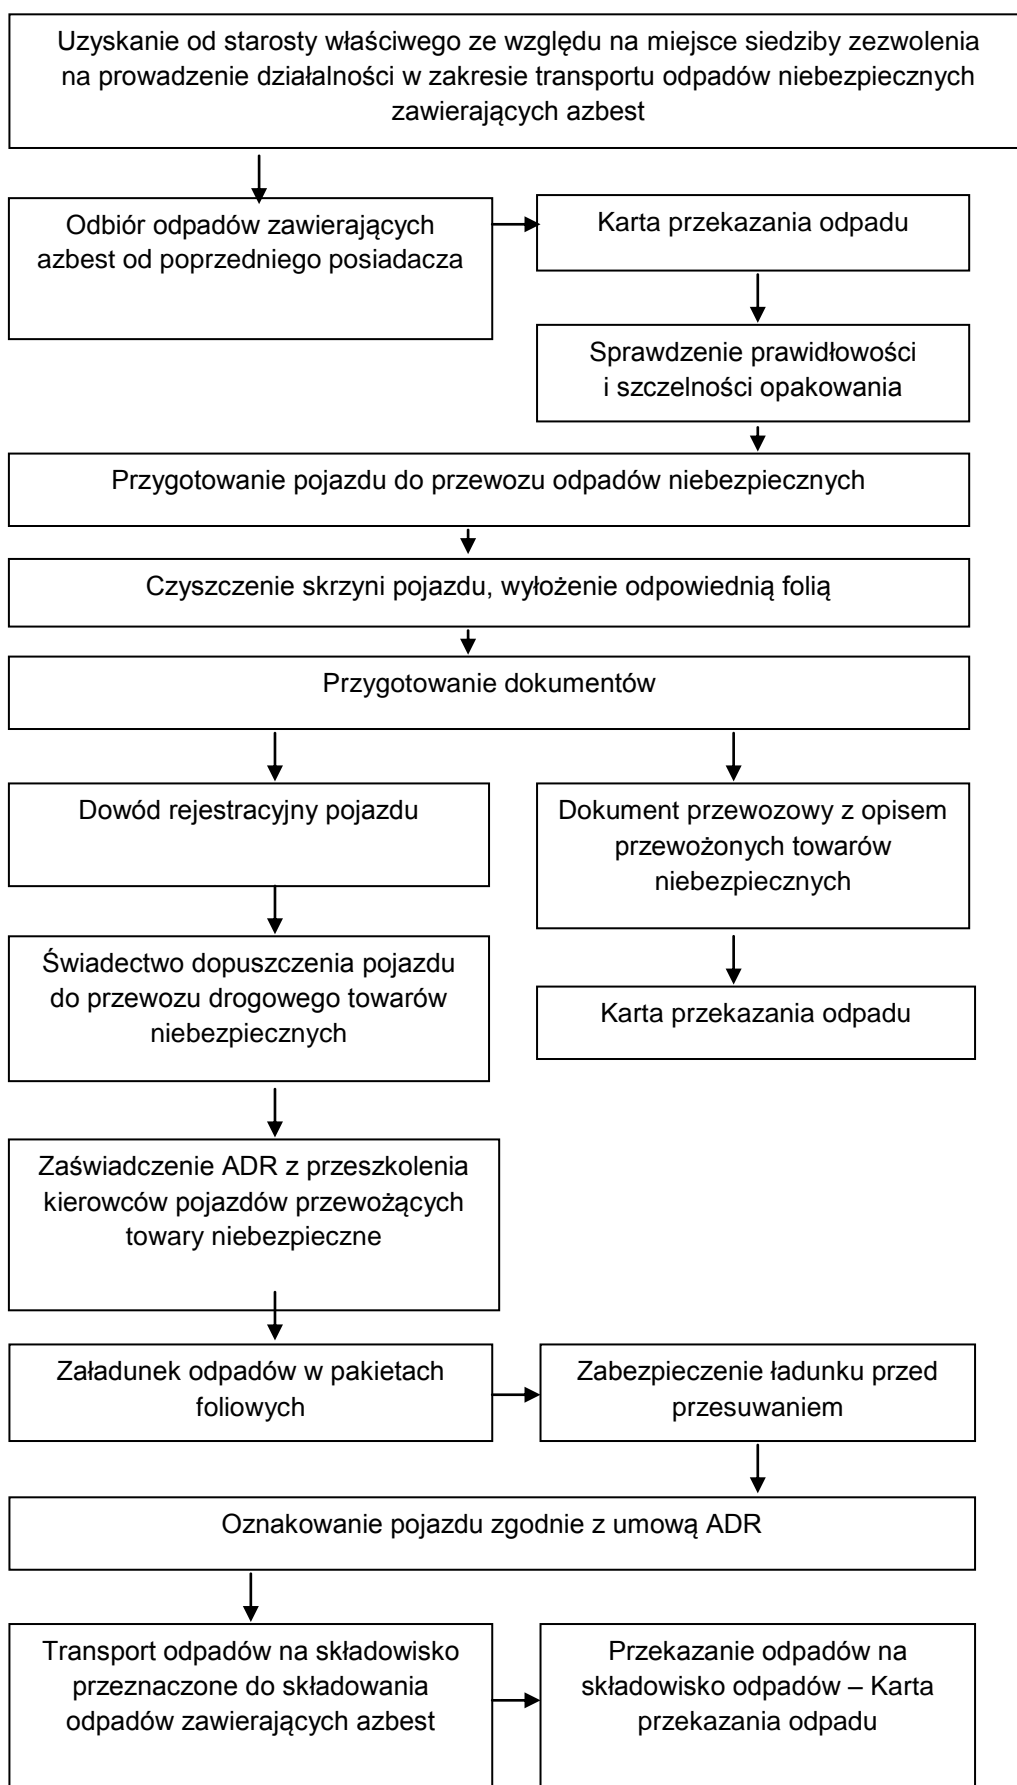 Uzyskanie od starosty właściwego ze względu na miejsce siedziby zezwolenia
na prowadzenie działalności w zakresie transportu odpadów niebezpiecznych
zawierających azbest
Odbiór odpadów zawierających
azbest od poprzedniego posiadacza
Karta przekazania odpadu
Sprawdzenie prawidłowości
i szczelności opakowania
Przygotowanie pojazdu do przewozu odpadów niebezpiecznych
Czyszczenie skrzyni pojazdu, wyłożenie odpowiednią folią
Przygotowanie dokumentów
Dowód rejestracyjny pojazdu
Dokument przewozowy z opisem
przewożonych towarów
niebezpiecznych
Świadectwo dopuszczenia pojazdu
do przewozu drogowego towarów
niebezpiecznych
Karta przekazania odpadu
Zaświadczenie ADR z przeszkolenia
kierowców pojazdów przewożących
towary niebezpieczne
Załadunek odpadów w pakietach
foliowych
Zabezpieczenie ładunku przed
przesuwaniem
Oznakowanie pojazdu zgodnie z umową ADR
Transport odpadów na składowisko
przeznaczone do składowania
odpadów zawierających azbest
Przekazanie odpadów na
składowisko odpadów – Karta
przekazania odpadu